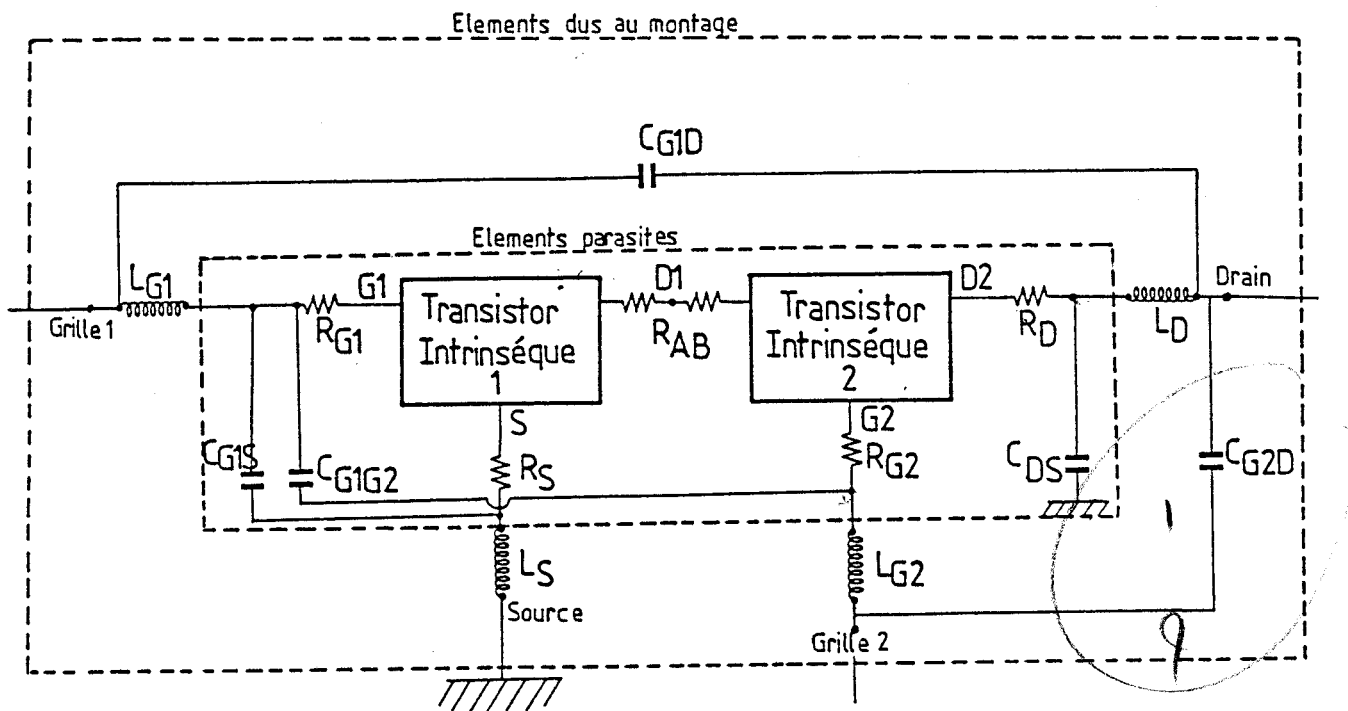 Elements dus au montage
CG1D
Elements parasites
LG1
G1
D1
D2
Drain
Grille 1
RG1
Transistor
Intrinséque
1
RAB
Transistor
Intrinséque
2
RD
LD
S
G2
CG1S
CG1G2
RS
RG2
CDS
CG2D
LS
LG2
Source
Grille 2